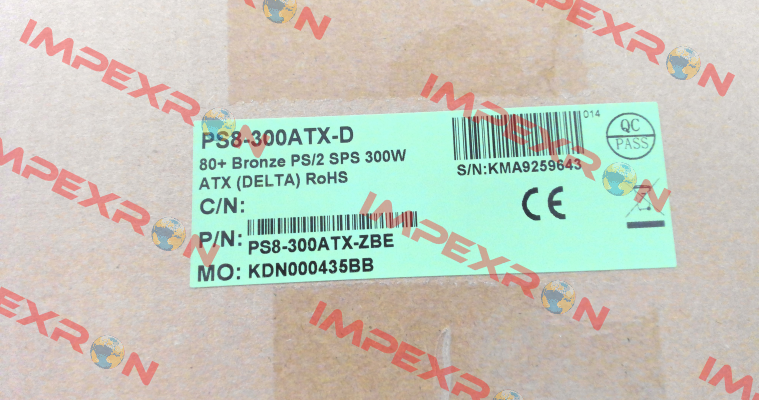 PS8-300ATX-D
80+ Bronze PS/2 SPS 300W
ATX (DELTA) RoHS
C/N:
P/N: PS8-300ATX-ZBE
MO: KDN000435BB
014
S/N:KMA9259643
QC
PASS
CE
IMPEXRON
IMPEXRON
IMPEXRON
IMPEXRON
IMPEXRON
IMPEXRON
IMPEXRON